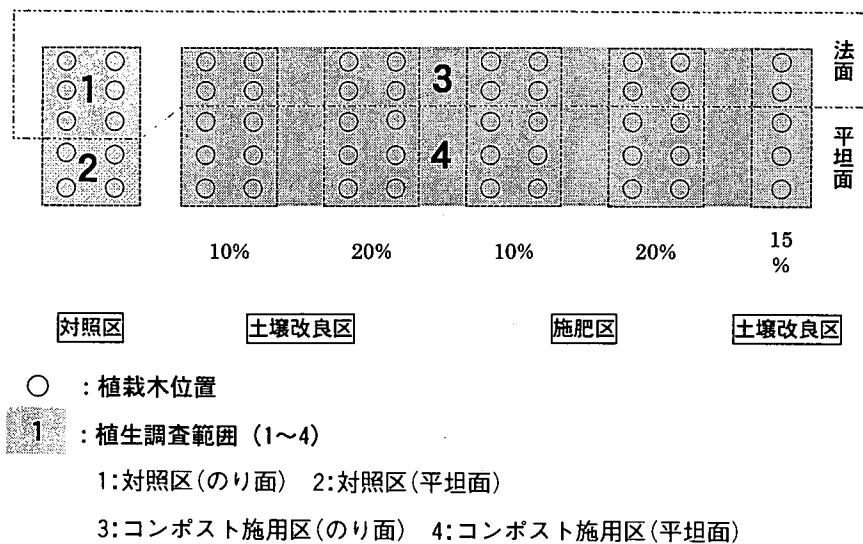 1
2
3
4
法面
平坦面
10%
20%
10%
20%
15
%
対照区
土壌改良区
施肥区
土壌改良区
○ :植栽木位置
1 :植生調査範囲 (1~4)
1:対照区(のり面) 2:対照区(平坦面)
3:コンポスト施用区(のり面) 4:コンポスト施用区(平坦面)